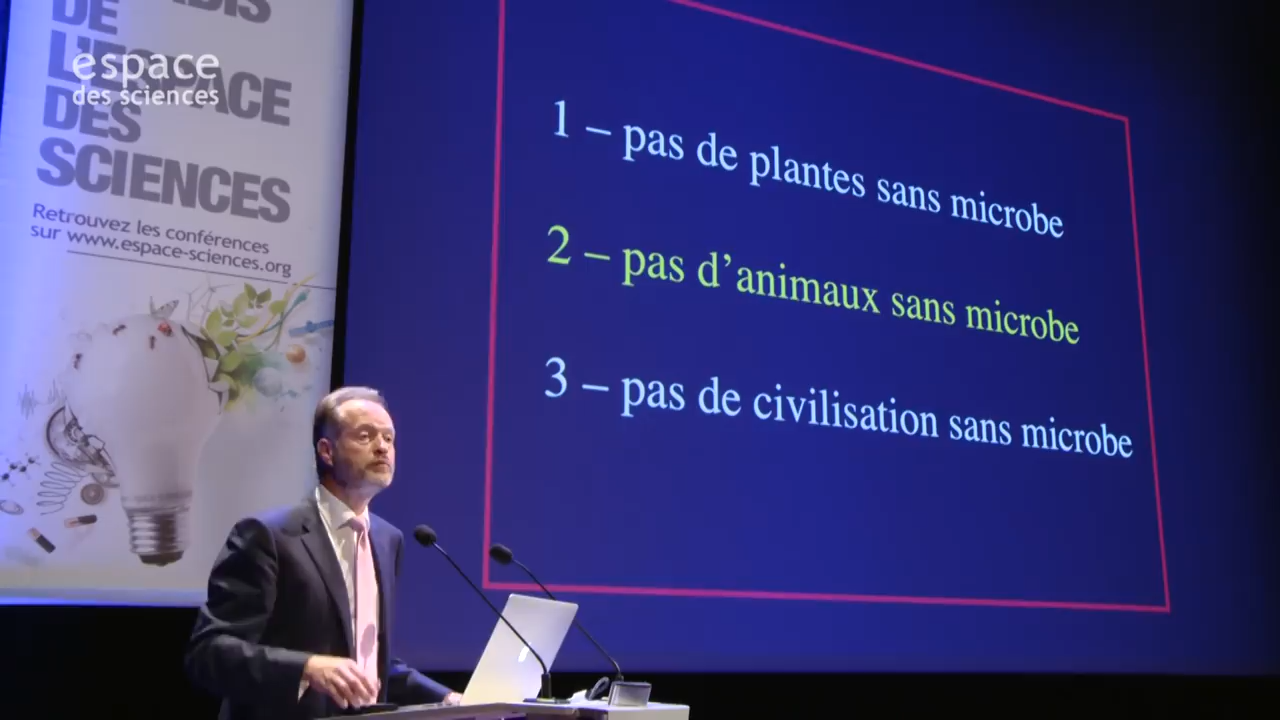 DE
L'ESPACE
DES
SCIENCES
Retrouvez les conférences
sur www.espace-sciences.org
espace
des sciences
1 – pas de plantes sans microbe
2 – pas d'animaux sans microbe
3 – pas de civilisation sans microbe